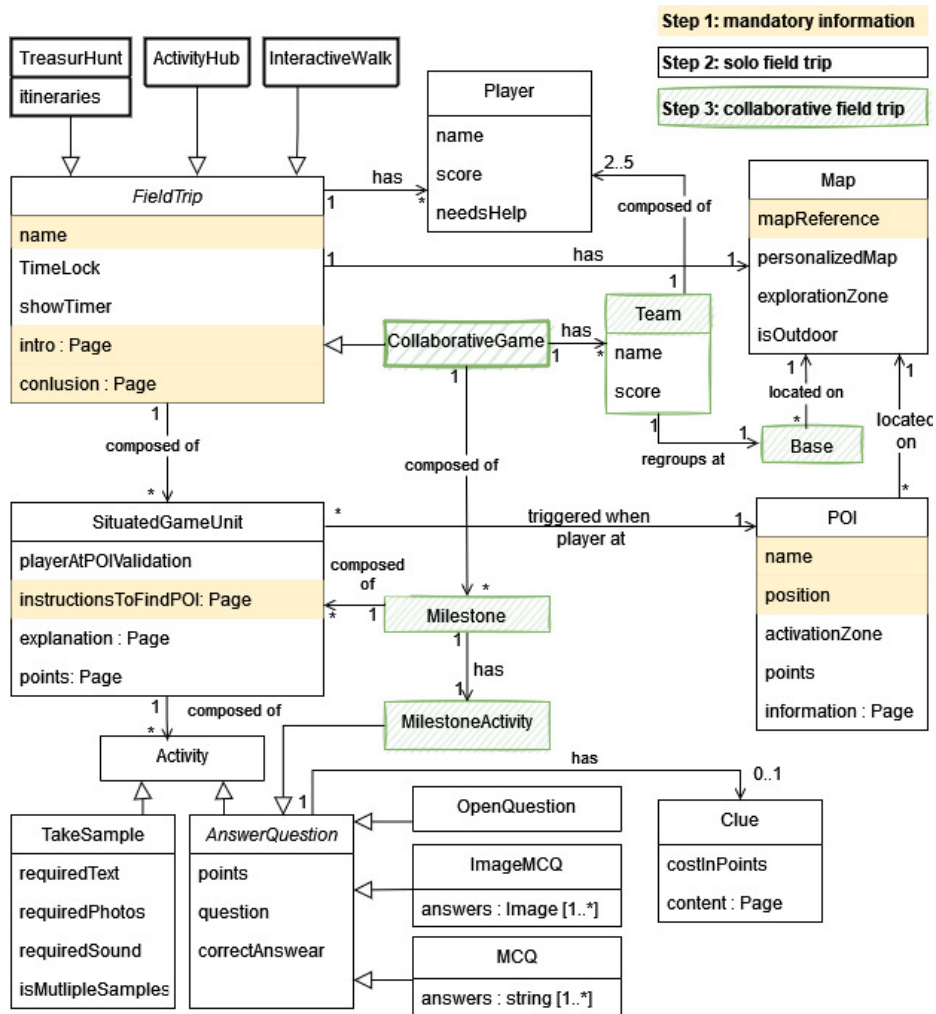 Step 1: mandatory information
Step 2: solo field trip
Step 3: collaborative field trip
TreasurHunt
itineraries
ActivityHub
InteractiveWalk
Player
name
score
needsHelp
FieldTrip
name
TimeLock
showTimer
intro : Page
conlusion : Page
1
has
*
2..5
composed of
1
Map
mapReference
personalizedMap
explorationZone
isOutdoor
1
has
1
CollaborativeGame
has
1
*
Team
name
score
1
regroups at
1
Base
*
located on
1
1
located
on
*
1
composed of
*
1
composed of
*
SituatedGameUnit
playerAtPOIValidation
instructionsToFindPOI: Page
explanation : Page
points: Page
*
triggered when
player at
1
POI
name
position
activationZone
points
information : Page
composed
of
*
1
Milestone
1
has
1
MilestoneActivity
1
composed of
*
Activity
has
1
0..1
TakeSample
requiredText
requiredPhotos
requiredSound
isMutlipleSamples
AnswerQuestion
points
question
correctAnswear
OpenQuestion
ImageMCQ
answers : Image [1..*]
MCQ
answers : string [1..*]
Clue
costInPoints
content : Page